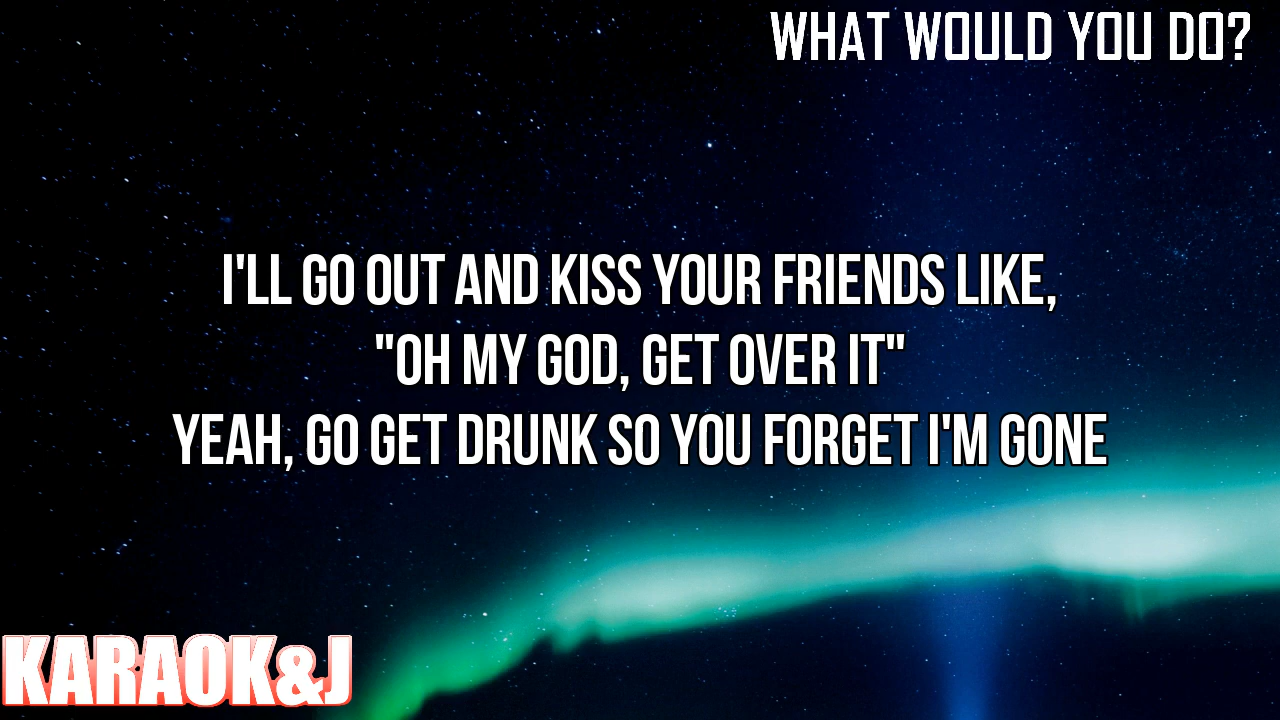 WHAT WOULD YOU DO?
I'LL GO OUT AND KISS YOUR FRIENDS LIKE,
"OH MY GOD, GET OVER IT"
YEAH, GO GET DRUNK SO YOU FORGET I'M GONE
KARAOK&J